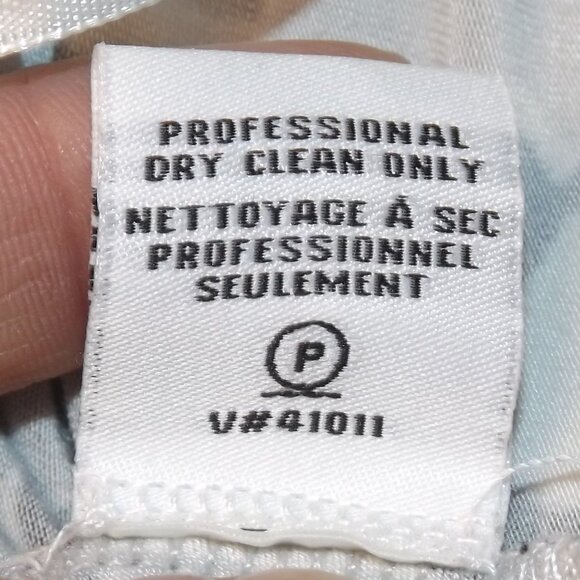 PROFESSIONAL
DRY CLEAN ONLY
NETTOYAGE À SEC
PROFESSIONNEL
SEULEMENT
P
V#41011